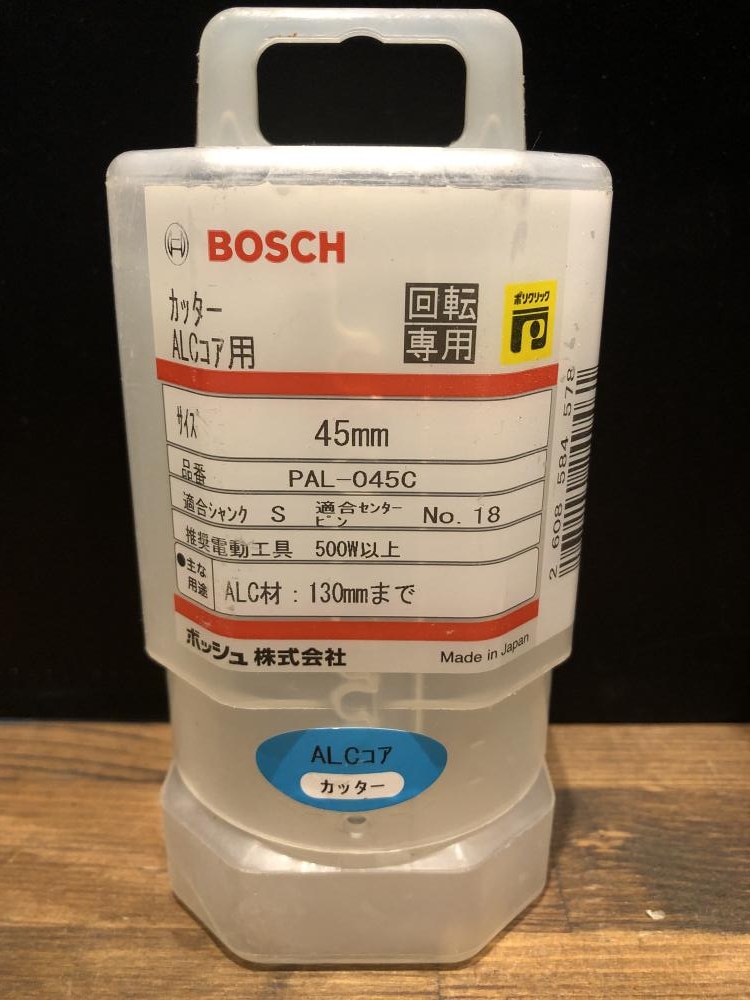 BOSCH
カッター
ALCコア用
回転
専用
ポリクリック
サイズ 45mm
品番 PAL-045C
適合シャンク S 適合センターピン No.18
推奨電動工具 500W以上
●主な用途 ALC材：130mmまで
ボッシュ株式会社
Made in Japan
2 608 584 578
ALCコア
カッター